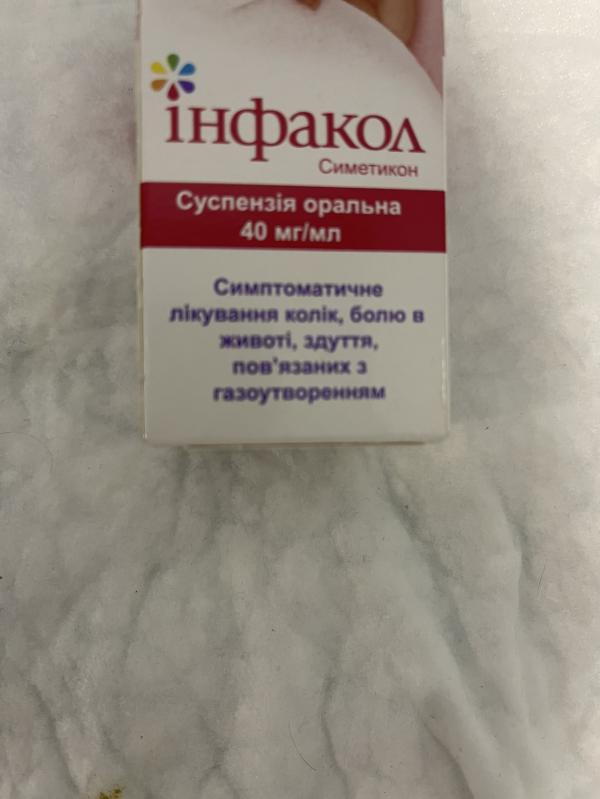 інфакол
Симетикон
Суспензія оральна
40 мг/мл
Симптоматичне
лікування колік, болю в
животі, здуття,
пов'язаних з
газоутворенням